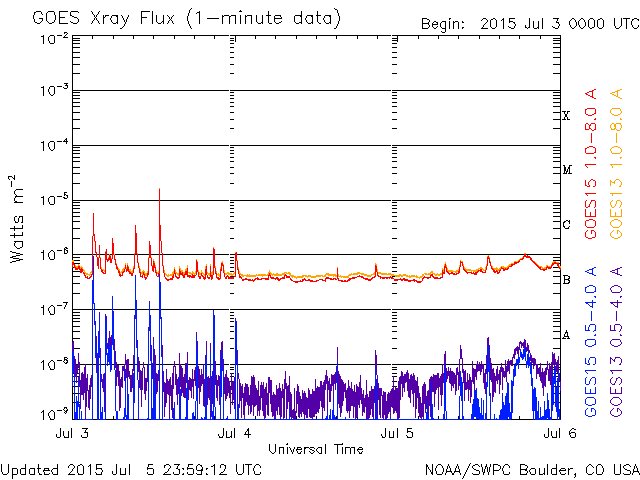 GOES Xray Flux (1-minute data)
Begin: 2015 Jul 3 0000 UTC
10-2
10-3
10-4
10-5
10-6
10-7
10-8
10-9
Watts m-2
X
M
C
B
A
GOES15 1.0-8.0 A
GOES13 1.0-8.0 A
GOES15 0.5-4.0 A
GOES13 0.5-4.0 A
Jul 3
Jul 4
Jul 5
Jul 6
Universal Time
Updated 2015 Jul 5 23:59:12 UTC
NOAA/SWPC Boulder, CO USA